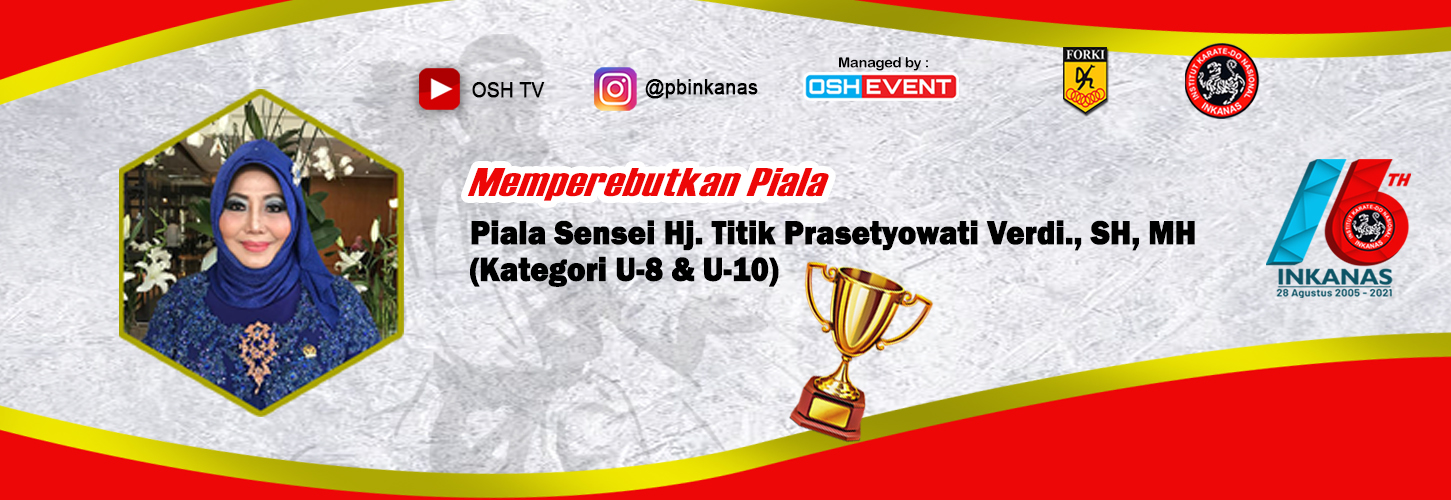 OSH TV
@pbinkanas
Managed by :
OSH EVENT
FORKI
INSTITUT KARATE-DO NASIONAL
INKANAS
Memperebutkan Piala
Piala Sensei Hj. Titik Prasetyowati Verdi., SH, MH
(Kategori U-8 & U-10)
16TH
INSTITUT KARATE-DO NASIONAL
INKANAS
INKANAS
28 Agustus 2005 - 2021